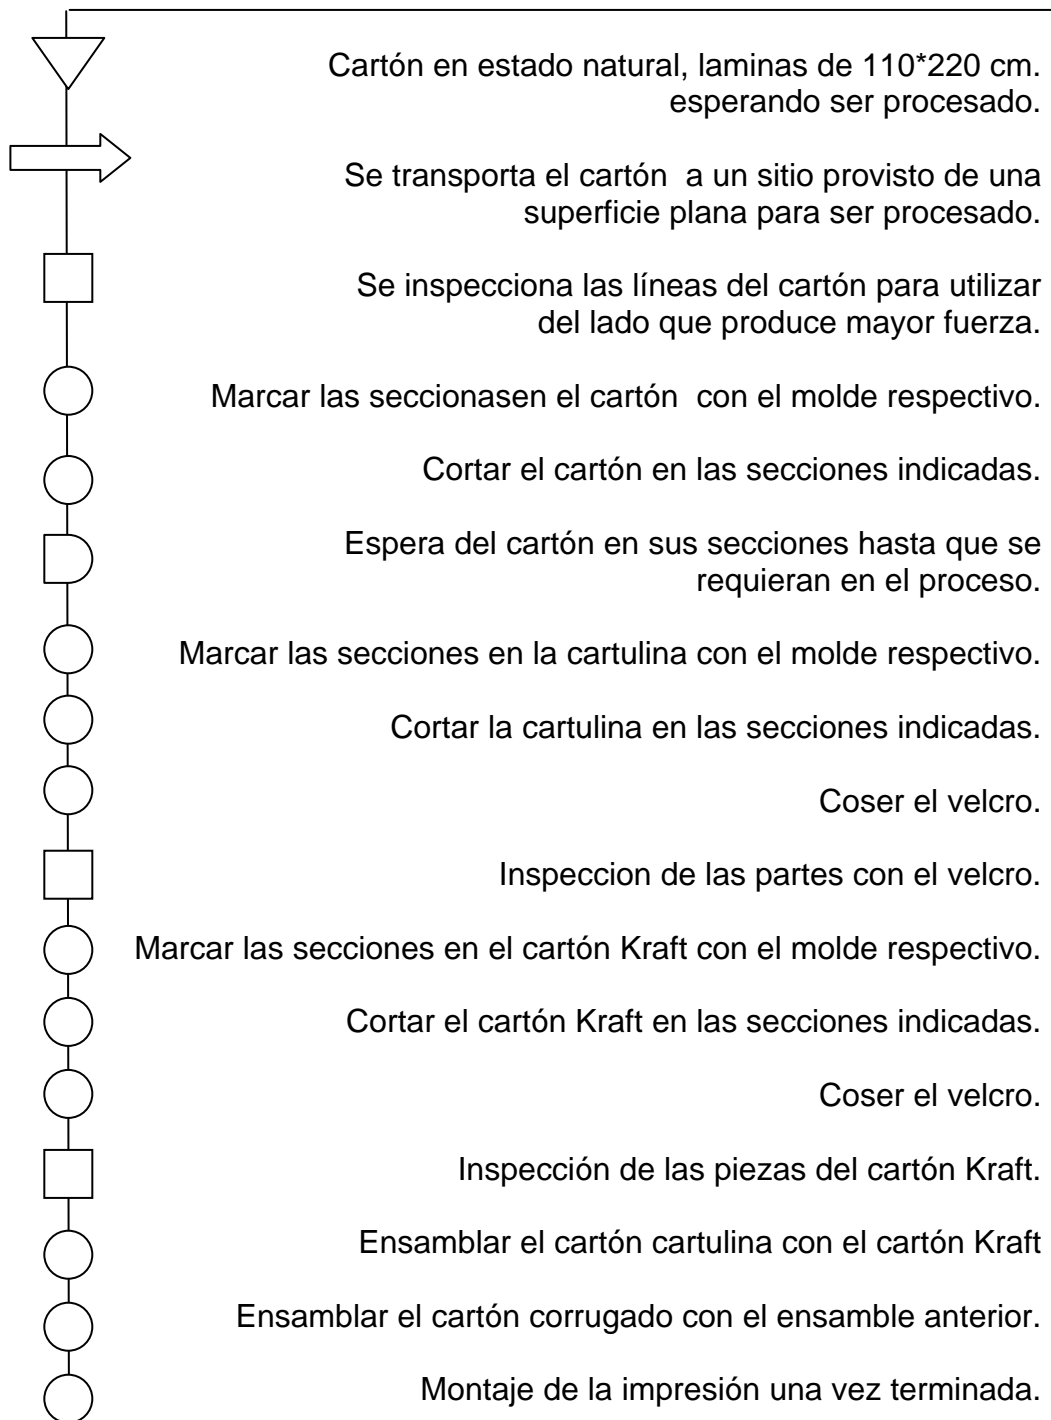 Cartón en estado natural, laminas de 110*220 cm.
esperando ser procesado.
Se transporta el cartón  a un sitio provisto de una
superficie plana para ser procesado.
Se inspecciona las líneas del cartón para utilizar
del lado que produce mayor fuerza.
Marcar las seccionasen el cartón  con el molde respectivo.
Cortar el cartón en las secciones indicadas.
Espera del cartón en sus secciones hasta que se
requieran en el proceso.
Marcar las secciones en la cartulina con el molde respectivo.
Cortar la cartulina en las secciones indicadas.
Coser el velcro.
Inspeccion de las partes con el velcro.
Marcar las secciones en el cartón Kraft con el molde respectivo.
Cortar el cartón Kraft en las secciones indicadas.
Coser el velcro.
Inspección de las piezas del cartón Kraft.
Ensamblar el cartón cartulina con el cartón Kraft
Ensamblar el cartón corrugado con el ensamble anterior.
Montaje de la impresión una vez terminada.